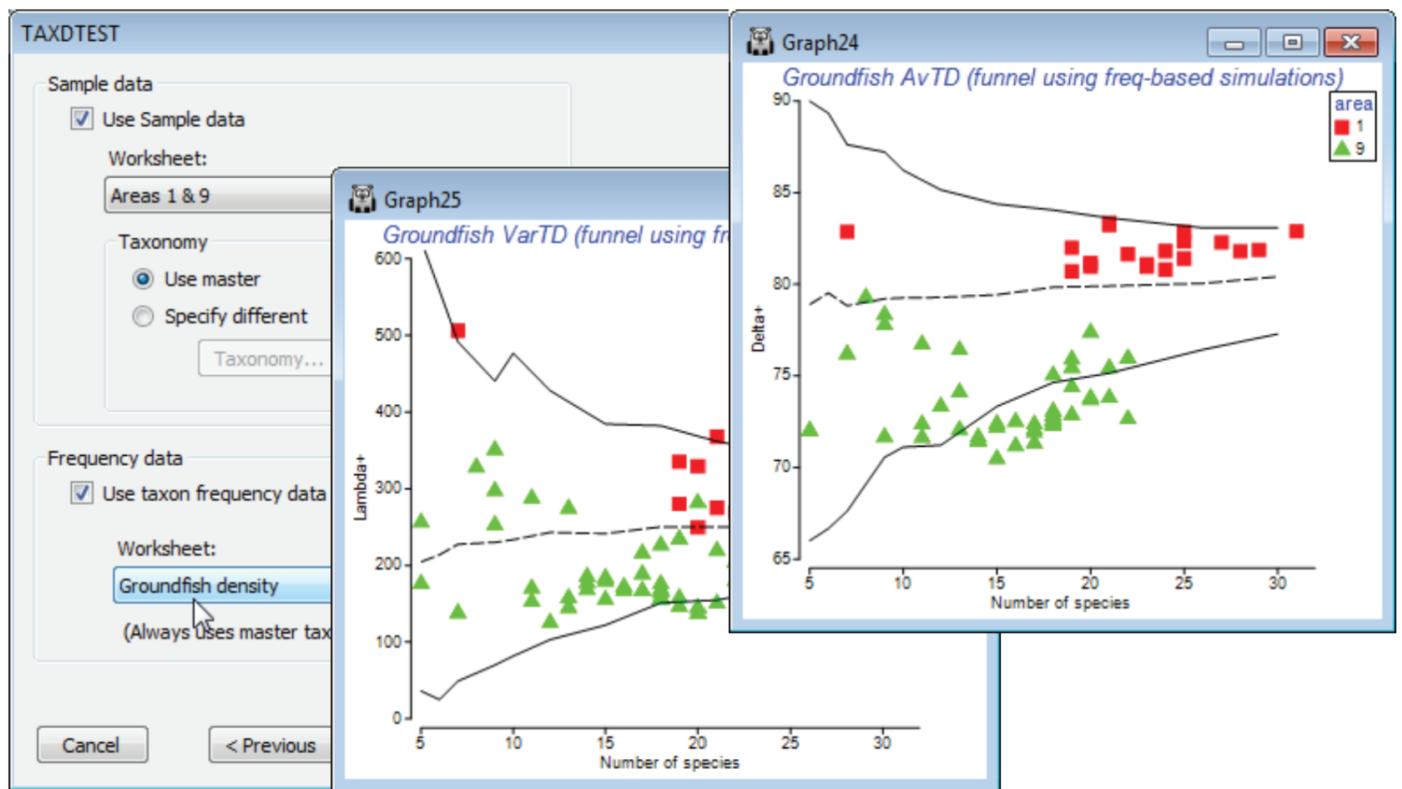 TAXDTEST
Sample data
Use Sample data
Worksheet:
Areas 1 & 9
Taxonomy
Use master
Specify different
Taxonomy...
Frequency data
Use taxon frequency data
Worksheet:
Groundfish density
(Always uses master tax
Cancel
< Previous
Graph25
Groundfish VarTD (funnel using fr
600
500
400
300
200
100
0
Lambda+
5 10 15 20 25 30
Number of species
Graph24
Groundfish AvTD (funnel using freq-based simulations)
area
1
9
90
85
80
75
70
65
Delta+
5 10 15 20 25 30
Number of species